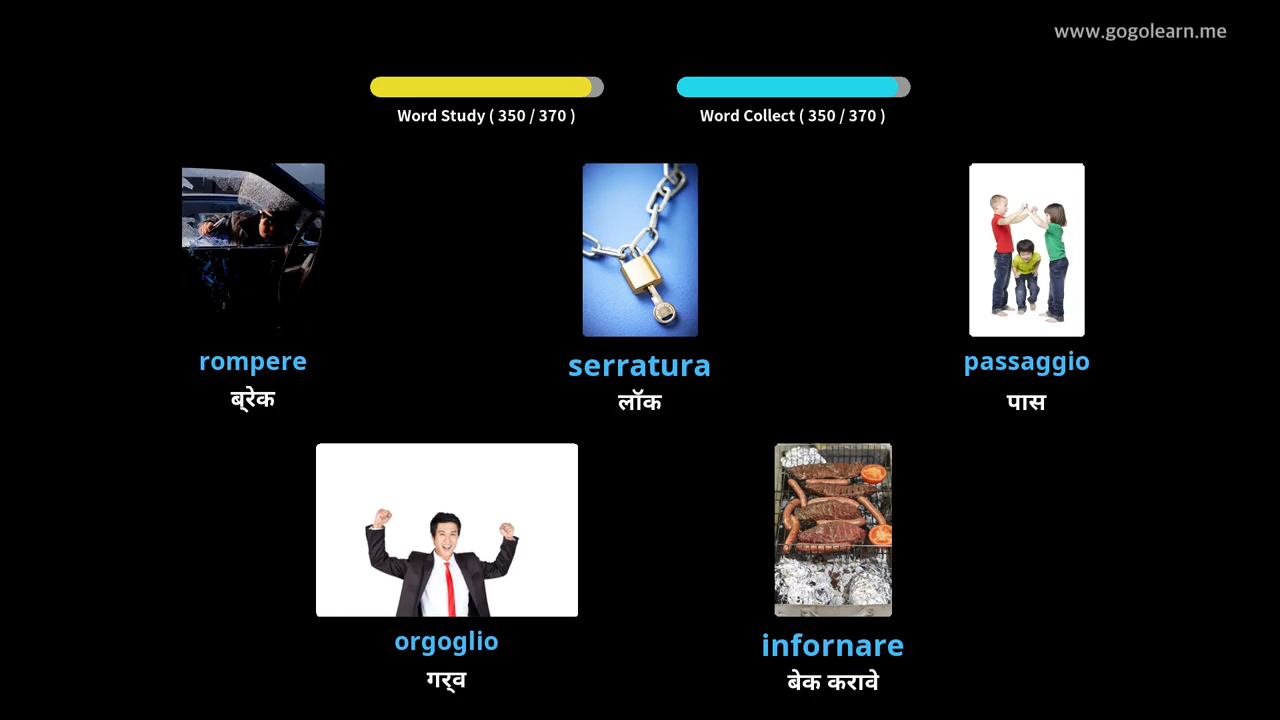 www.gogolearn.me
Word Study ( 350 / 370 )
Word Collect ( 350 / 370 )
rompere
ब्रेक
serratura
लॉक
passaggio
पास
orgoglio
गर्व
infornare
बेक करावे